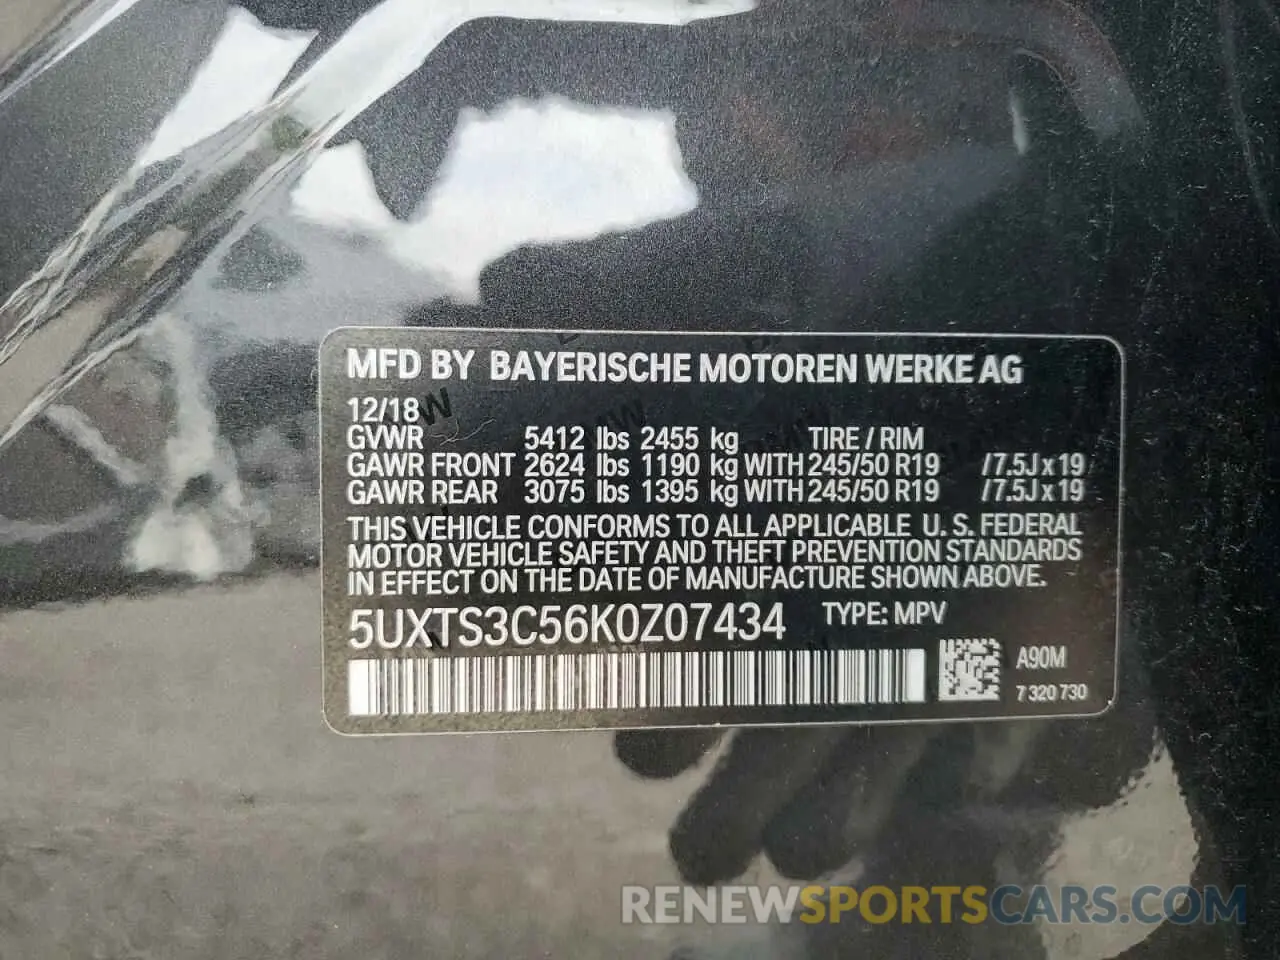 MFD BY BAYERISCHE MOTOREN WERKE AG
12/18
GVWR 5412 lbs 2455 kg TIRE / RIM
GAWR FRONT 2624 lbs 1190 kg WITH 245/50 R19 /7.5J x 19
GAWR REAR 3075 lbs 1395 kg WITH 245/50 R19 /7.5J x 19
THIS VEHICLE CONFORMS TO ALL APPLICABLE U. S. FEDERAL
MOTOR VEHICLE SAFETY AND THEFT PREVENTION STANDARDS
IN EFFECT ON THE DATE OF MANUFACTURE SHOWN ABOVE.
5UXTS3C56K0Z07434 TYPE: MPV
A90M
7 320 730
RENEWSPORTSCARS.COM